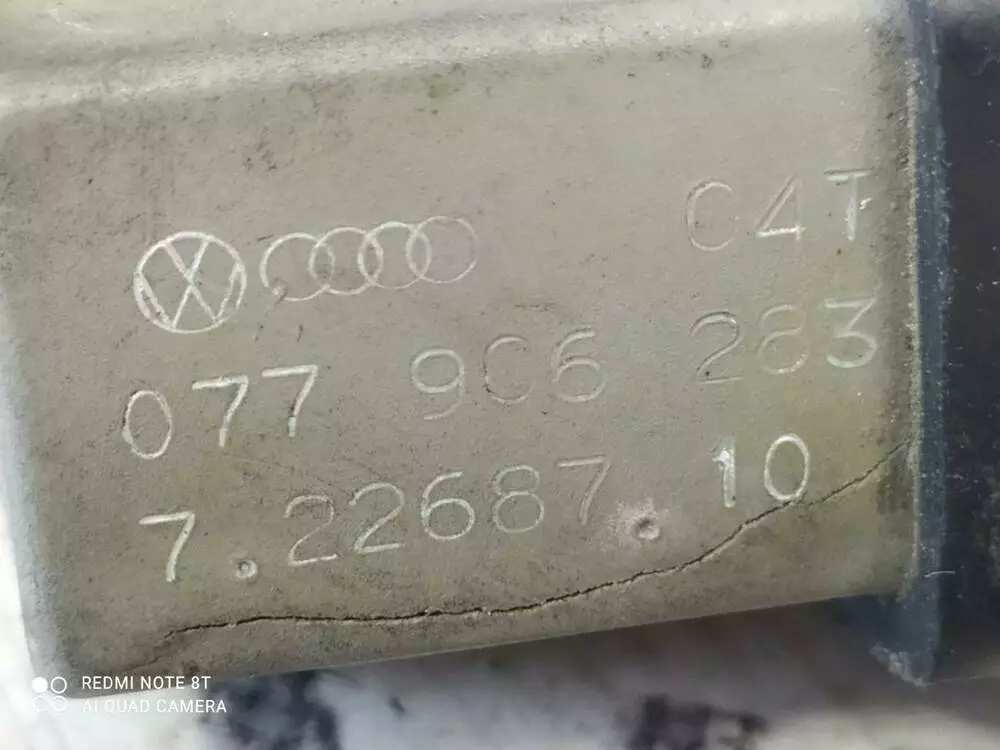 C4T
077 906 283
7.22687.10
REDMI NOTE 8T
AI QUAD CAMERA